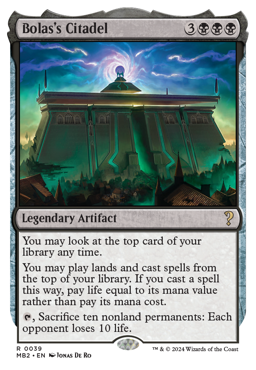 Bolas's Citadel 3
Legendary Artifact
You may look at the top card of your
library any time.
You may play lands and cast spells from
the top of your library. If you cast a spell
this way, pay life equal to its mana value
rather than pay its mana cost.
, Sacrifice ten nonland permanents: Each
opponent loses 10 life.
R 0039
MB2 • EN Jonas De Ro
™ & © 2024 Wizards of the Coast